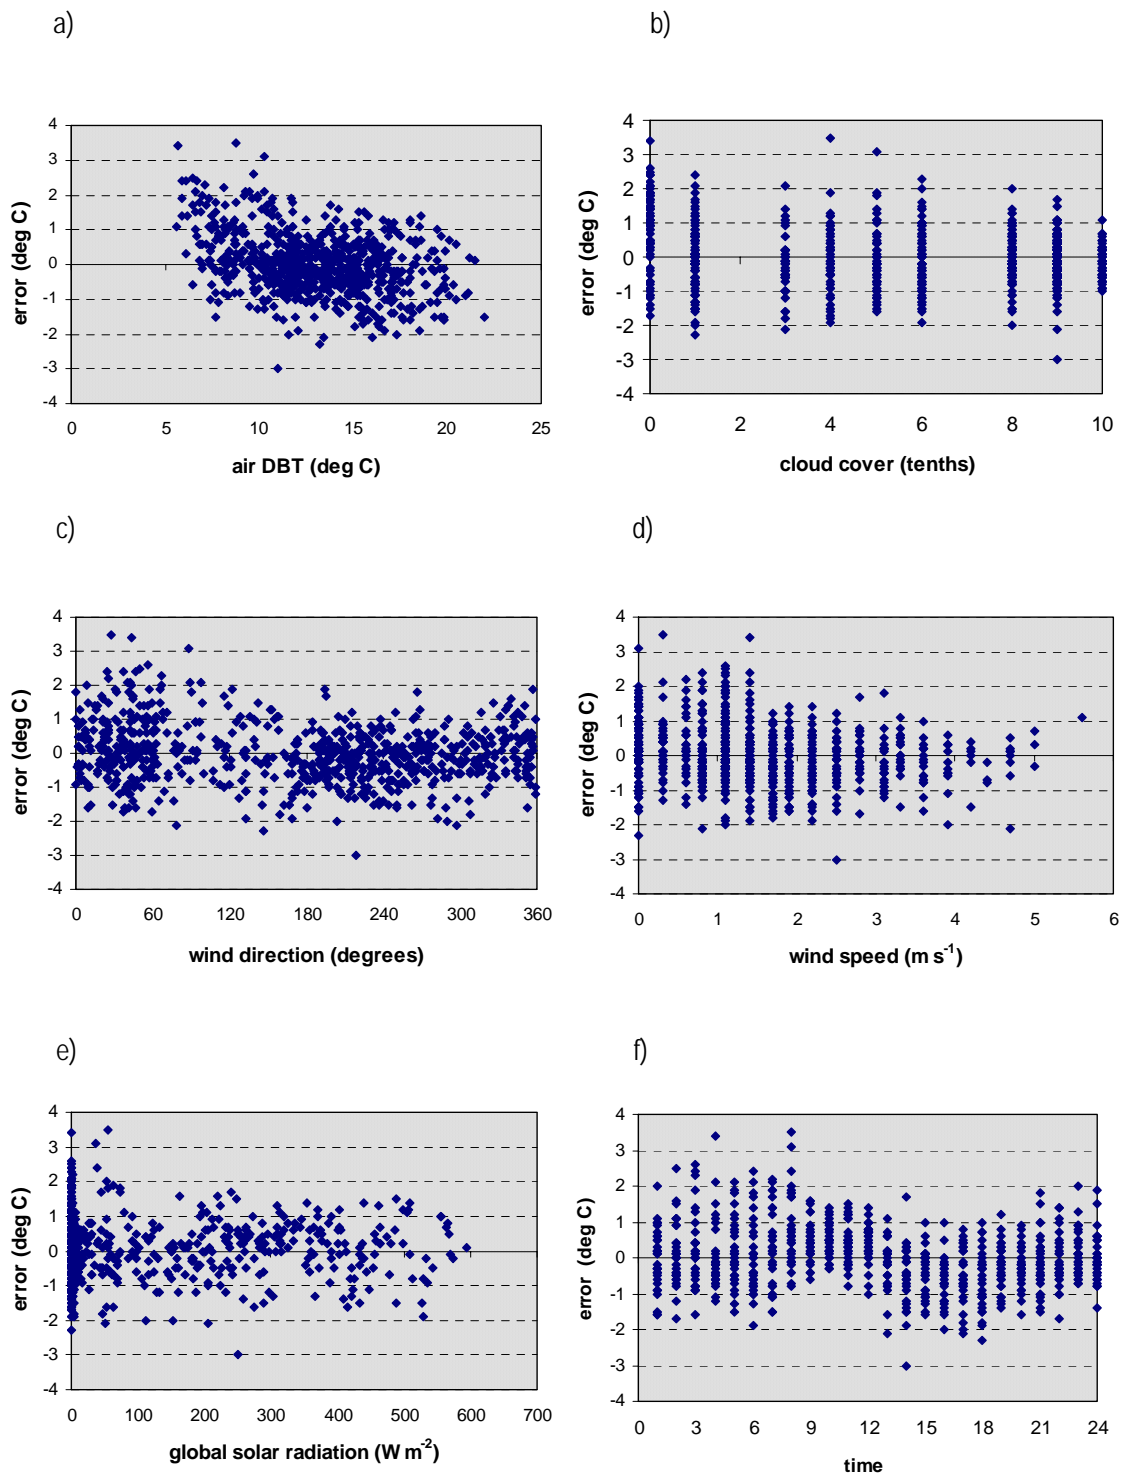 a)
4
3
2
1
0
-1
-2
-3
-4
error (deg C)
0 5 10 15 20 25
air DBT (deg C)
b)
4
3
2
1
0
-1
-2
-3
-4
error (deg C)
0 2 4 6 8 10
cloud cover (tenths)
c)
4
3
2
1
0
-1
-2
-3
-4
error (deg C)
0 60 120 180 240 300 360
wind direction (degrees)
d)
4
3
2
1
0
-1
-2
-3
-4
error (deg C)
0 1 2 3 4 5 6
wind speed (m s⁻¹)
e)
4
3
2
1
0
-1
-2
-3
-4
error (deg C)
0 100 200 300 400 500 600 700
global solar radiation (W m⁻²)
f)
4
3
2
1
0
-1
-2
-3
-4
error (deg C)
0 3 6 9 12 15 18 21 24
time